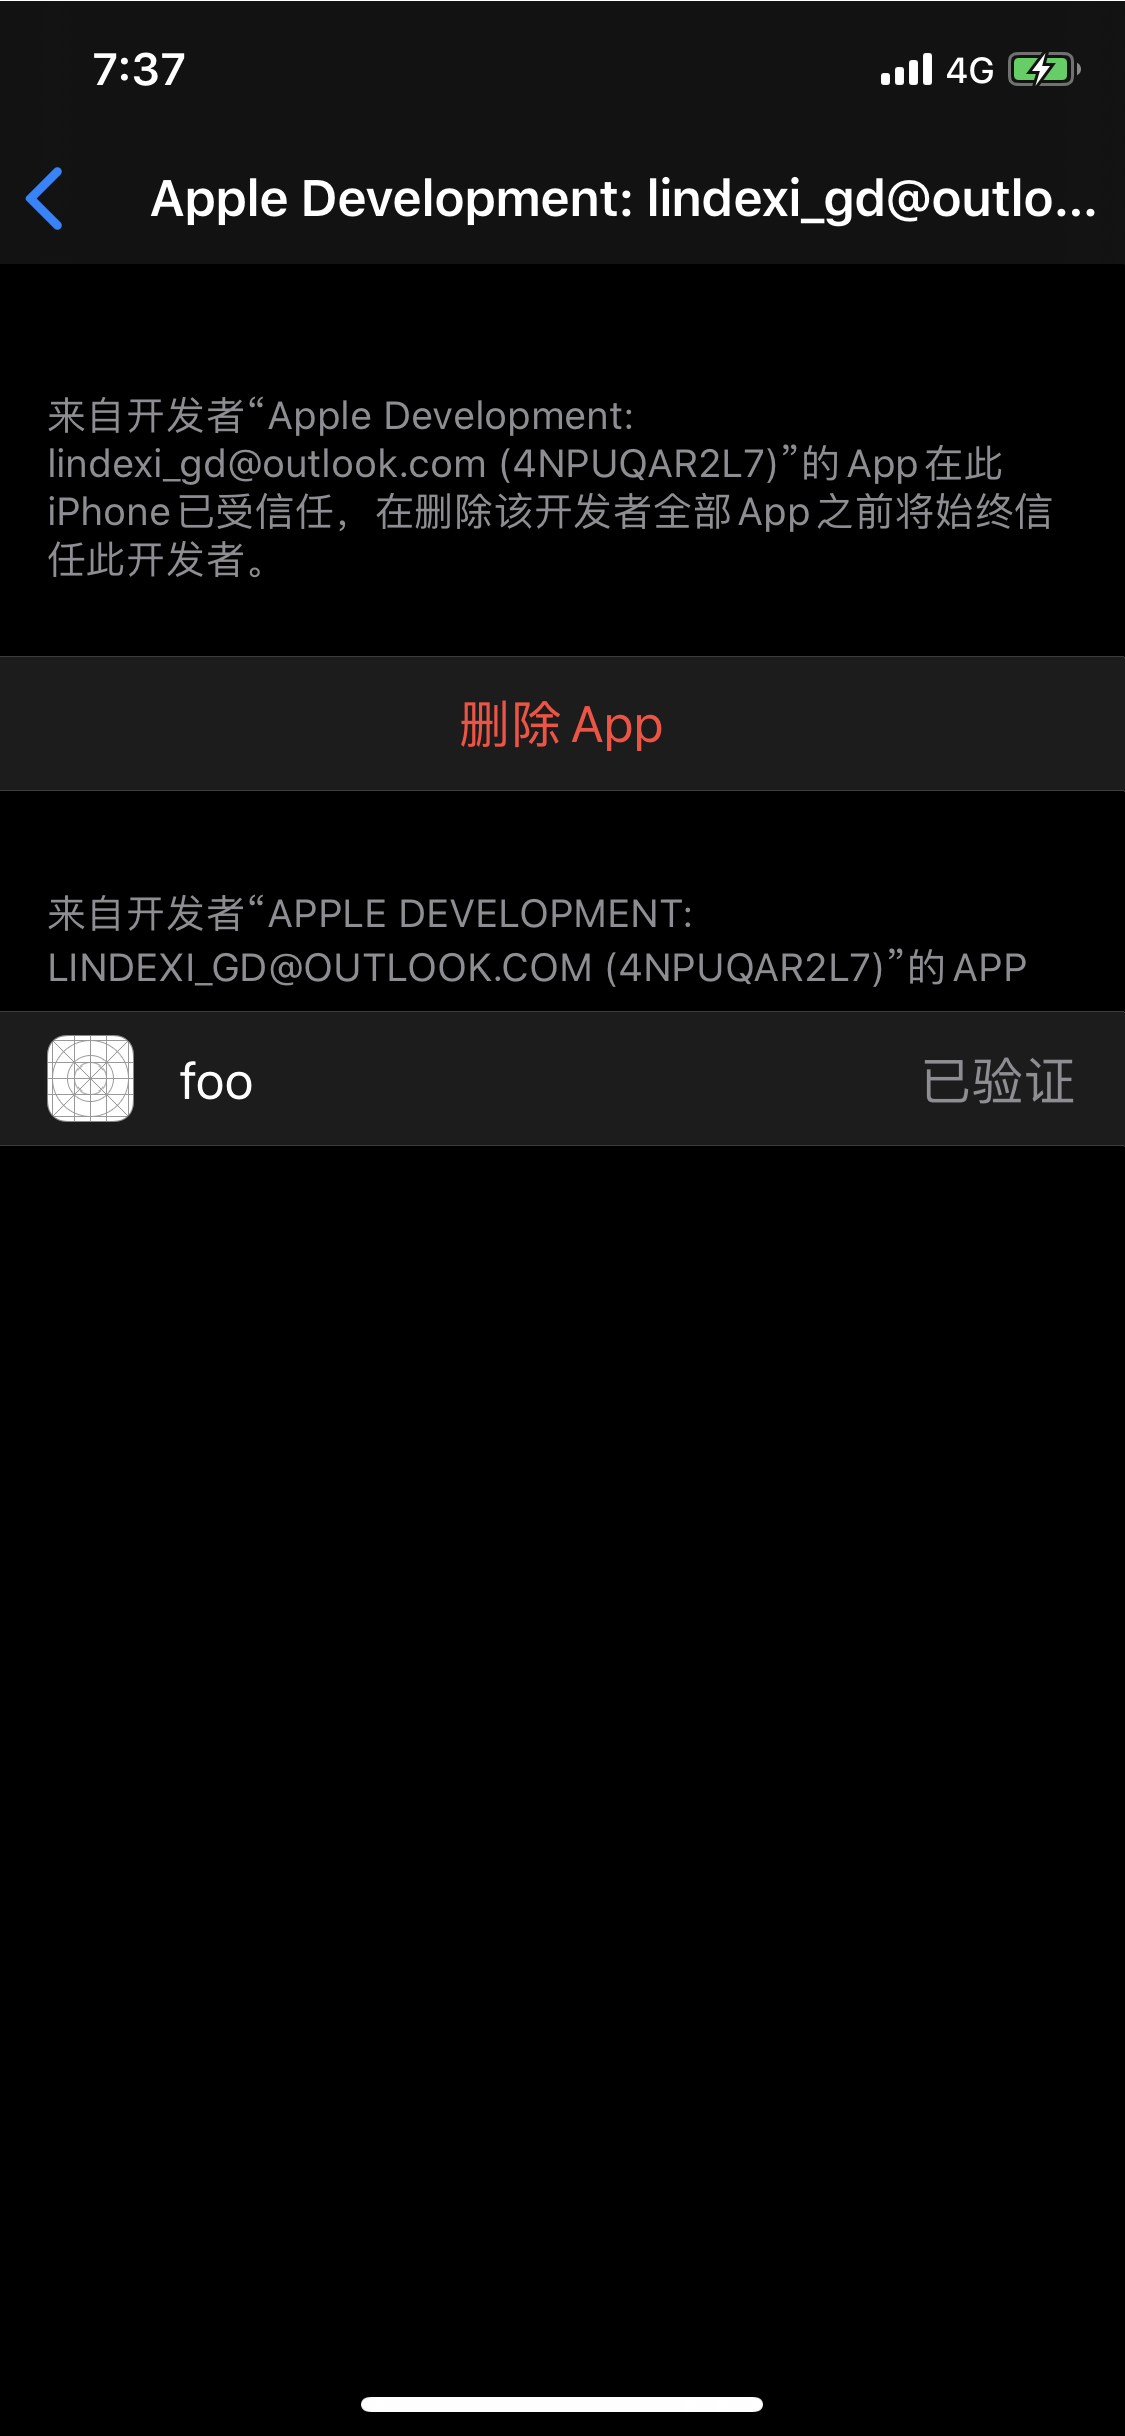 7:37
4G
Apple Development: lindexi_gd@outlo...
来自开发者“Apple Development:
lindexi_gd@outlook.com (4NPUQAR2L7)”的 App 在此
iPhone 已受信任，在删除该开发者全部 App 之前将始终信
任此开发者。
删除 App
来自开发者“APPLE DEVELOPMENT:
LINDEXI_GD@OUTLOOK.COM (4NPUQAR2L7)”的 APP
foo
已验证